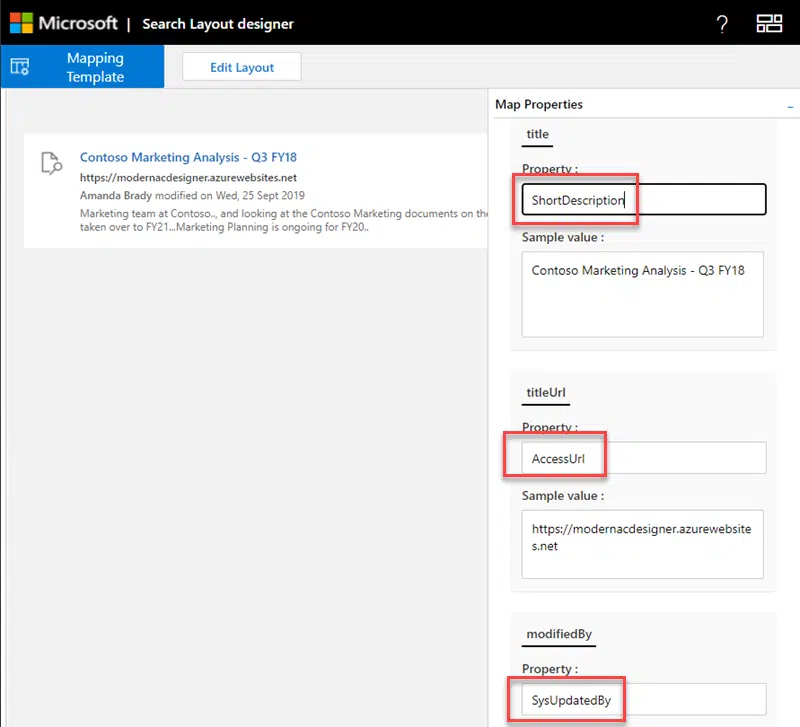 Microsoft | Search Layout designer
?
Mapping
Template
Edit Layout
Contoso Marketing Analysis - Q3 FY18
https://modernacdesigner.azurewebsites.net
Amanda Brady modified on Wed, 25 Sept 2019
Marketing team at Contoso.., and looking at the Contoso Marketing documents on the
taken over to FY21...Marketing Planning is ongoing for FY20..
Map Properties
title
Property :
ShortDescription
Sample value :
Contoso Marketing Analysis - Q3 FY18
titleUrl
Property :
AccessUrl
Sample value :
https://modernacdesigner.azurewebsite
s.net
modifiedBy
Property :
SysUpdatedBy